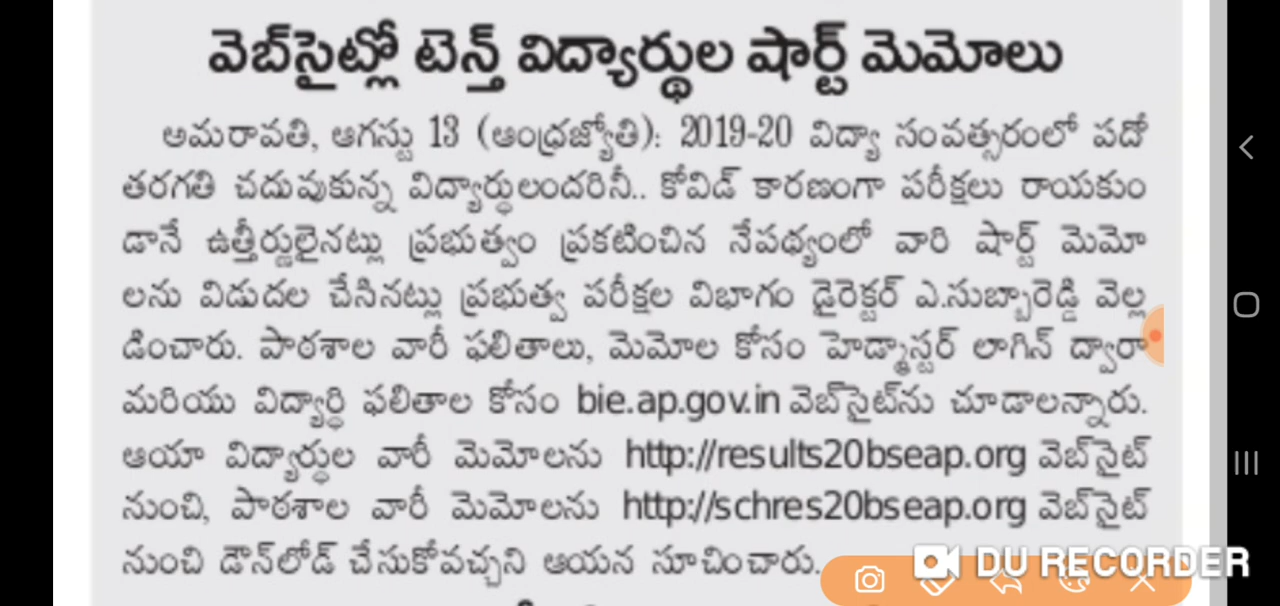 వెబ్‌సైట్లో టెన్త్ విద్యార్థుల షార్ట్ మెమోలు
అమరావతి, ఆగస్టు 13 (ఆంధ్రజ్యోతి): 2019-20 విద్యా సంవత్సరంలో పదో
తరగతి చదువుకున్న విద్యార్థులందరినీ.. కోవిడ్ కారణంగా పరీక్షలు రాయకుం
డానే ఉత్తీర్ణులైనట్లు ప్రభుత్వం ప్రకటించిన నేపథ్యంలో వారి షార్ట్ మెమో
లను విడుదల చేసినట్లు ప్రభుత్వ పరీక్షల విభాగం డైరెక్టర్ ఎ.సుబ్బారెడ్డి వెల్ల
డించారు. పాఠశాల వారీ ఫలితాలు, మెమోల కోసం హెడ్మాస్టర్ లాగిన్ ద్వారా
మరియు విద్యార్థి ఫలితాల కోసం bie.ap.gov.in వెబ్‌సైట్‌ను చూడాలన్నారు.
ఆయా విద్యార్థుల వారీ మెమోలను http://results20bseap.org వెబ్‌సైట్
నుంచి, పాఠశాల వారీ మెమోలను http://schres20bseap.org వెబ్‌సైట్
నుంచి డౌన్‌లోడ్ చేసుకోవచ్చని ఆయన సూచించారు.
DU RECORDER